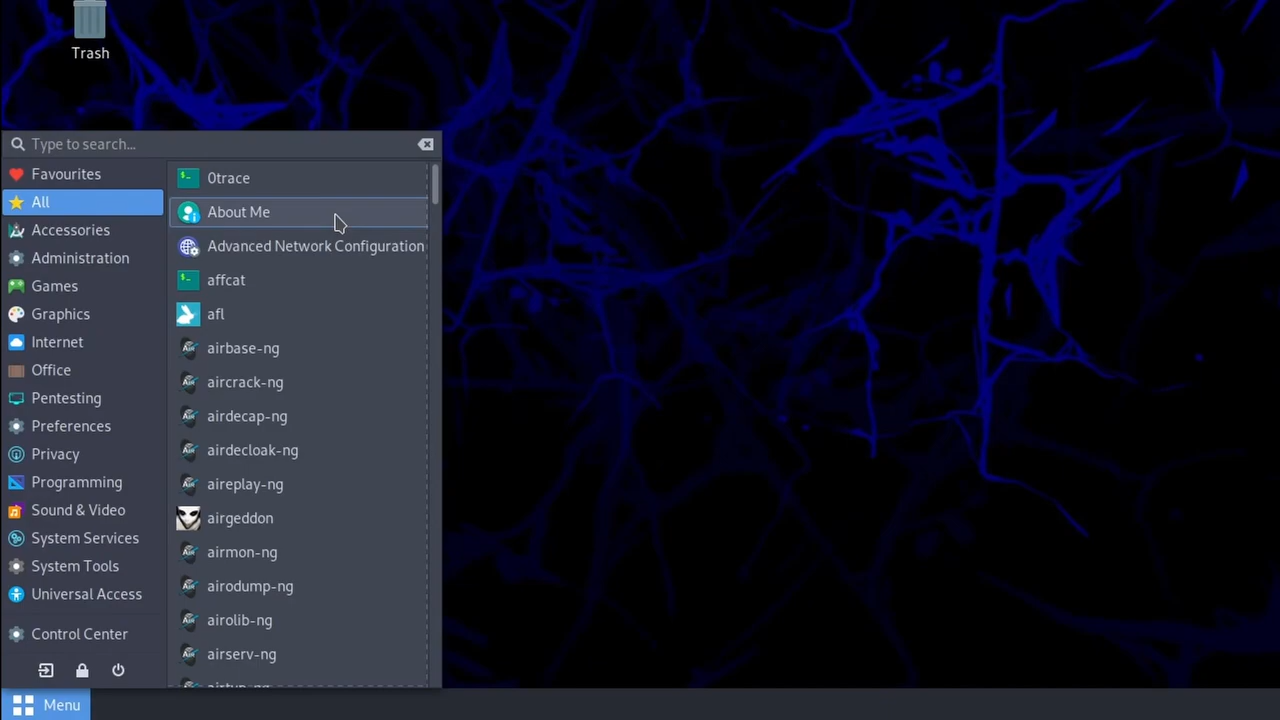 Trash
Type to search...
Favourites
All
Accessories
Administration
Games
Graphics
Internet
Office
Pentesting
Preferences
Privacy
Programming
Sound & Video
System Services
System Tools
Universal Access
Control Center
0trace
About Me
Advanced Network Configuration
affcat
afl
airbase-ng
aircrack-ng
airdecap-ng
airdecloak-ng
aireplay-ng
airgeddon
airmon-ng
airodump-ng
airolib-ng
airserv-ng
Menu